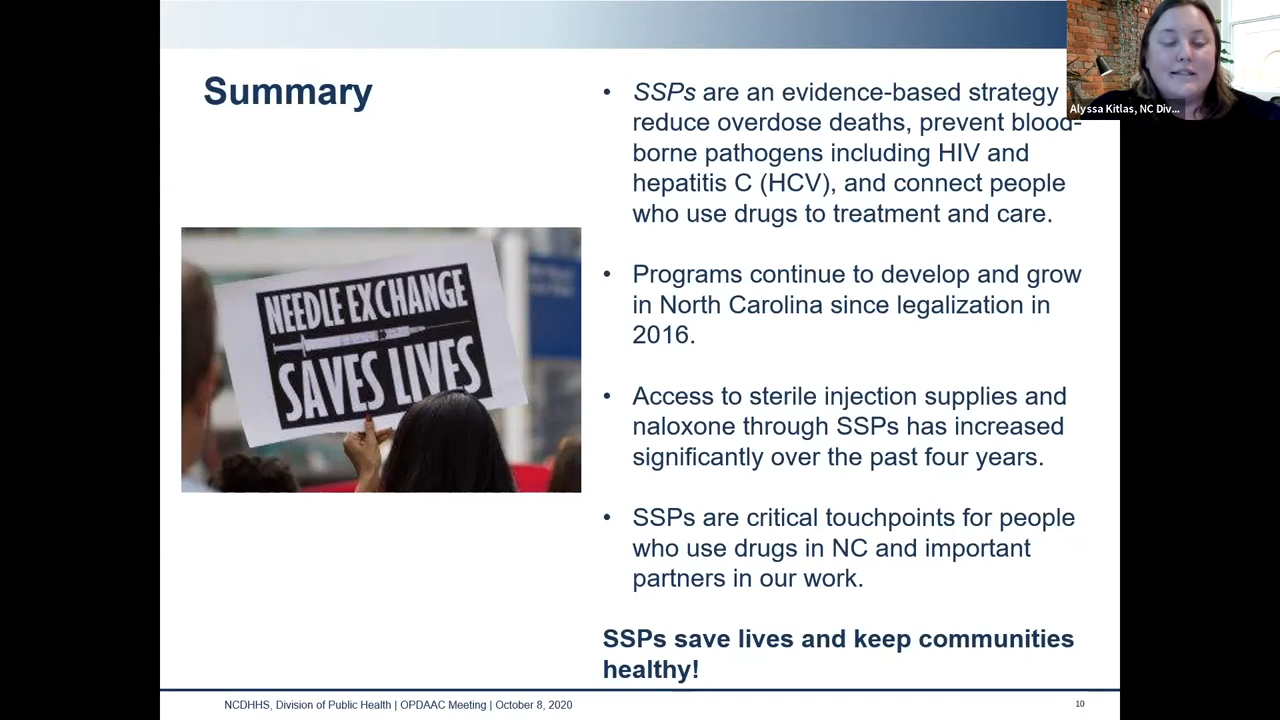 Summary
• SSPs are an evidence-based strategy
reduce overdose deaths, prevent blood-
borne pathogens including HIV and
hepatitis C (HCV), and connect people
who use drugs to treatment and care.
• Programs continue to develop and grow
in North Carolina since legalization in
2016.
• Access to sterile injection supplies and
naloxone through SSPs has increased
significantly over the past four years.
• SSPs are critical touchpoints for people
who use drugs in NC and important
partners in our work.
SSPs save lives and keep communities
healthy!
NEEDLE EXCHANGE
SAVES LIVES
Alyssa Kitlas, NC Div...
NCDHHS, Division of Public Health | OPDAAC Meeting | October 8, 2020
10